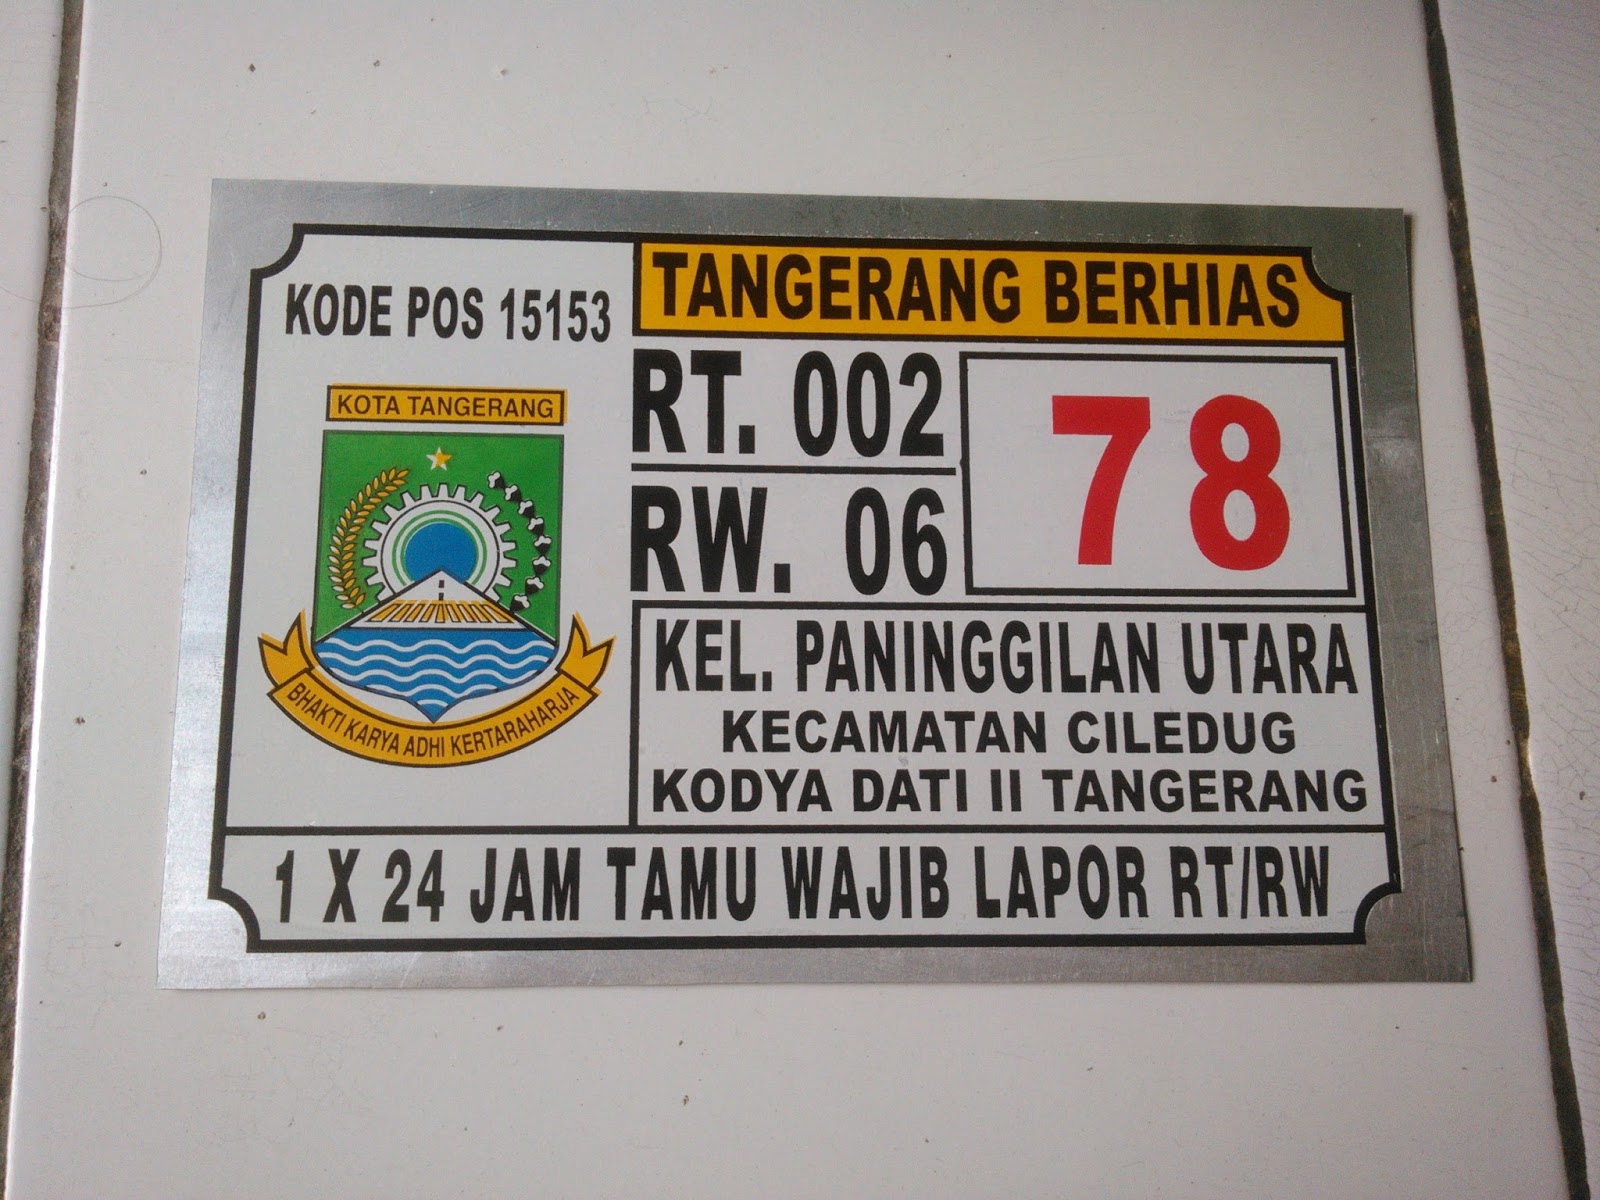 KODE POS 15153
KOTA TANGERANG
BHAKTI KARYA ADHI KERTARAHARJA
TANGERANG BERHIAS
RT. 002
RW. 06
78
KEL. PANINGGILAN UTARA
KECAMATAN CILEDUG
KODYA DATI II TANGERANG
1 X 24 JAM TAMU WAJIB LAPOR RT/RW